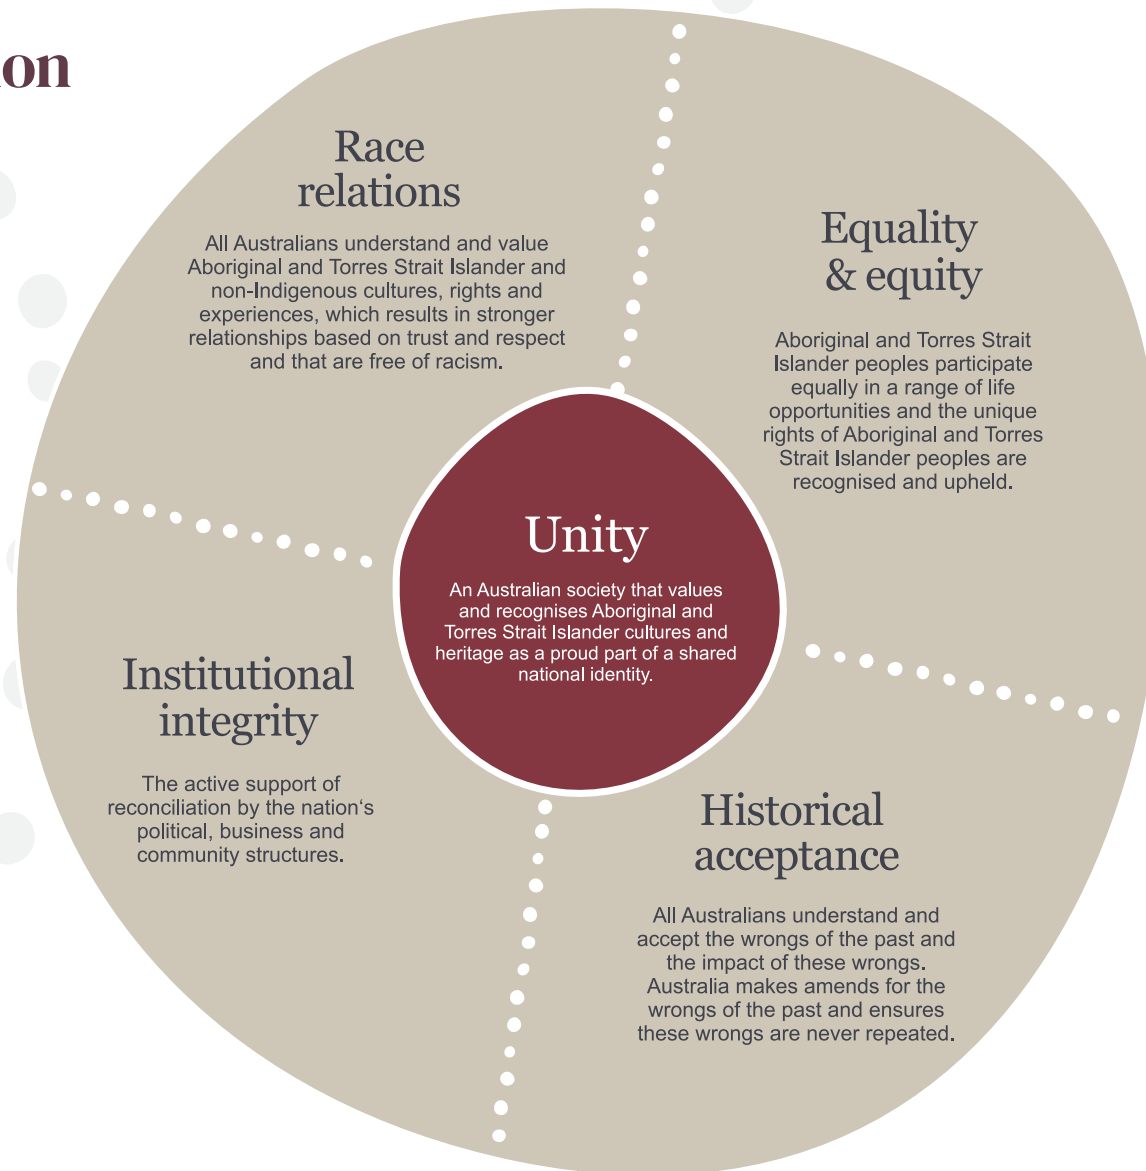 on
Race
relations
All Australians understand and value
Aboriginal and Torres Strait Islander and
non-Indigenous cultures, rights and
experiences, which results in stronger
relationships based on trust and respect
and that are free of racism.
Equality
& equity
Aboriginal and Torres Strait
Islander peoples participate
equally in a range of life
opportunities and the unique
rights of Aboriginal and Torres
Strait Islander peoples are
recognised and upheld.
Unity
An Australian society that values
and recognises Aboriginal and
Torres Strait Islander cultures and
heritage as a proud part of a shared
national identity.
Institutional
integrity
The active support of
reconciliation by the nation‘s
political, business and
community structures.
Historical
acceptance
All Australians understand and
accept the wrongs of the past and
the impact of these wrongs.
Australia makes amends for the
wrongs of the past and ensures
these wrongs are never repeated.